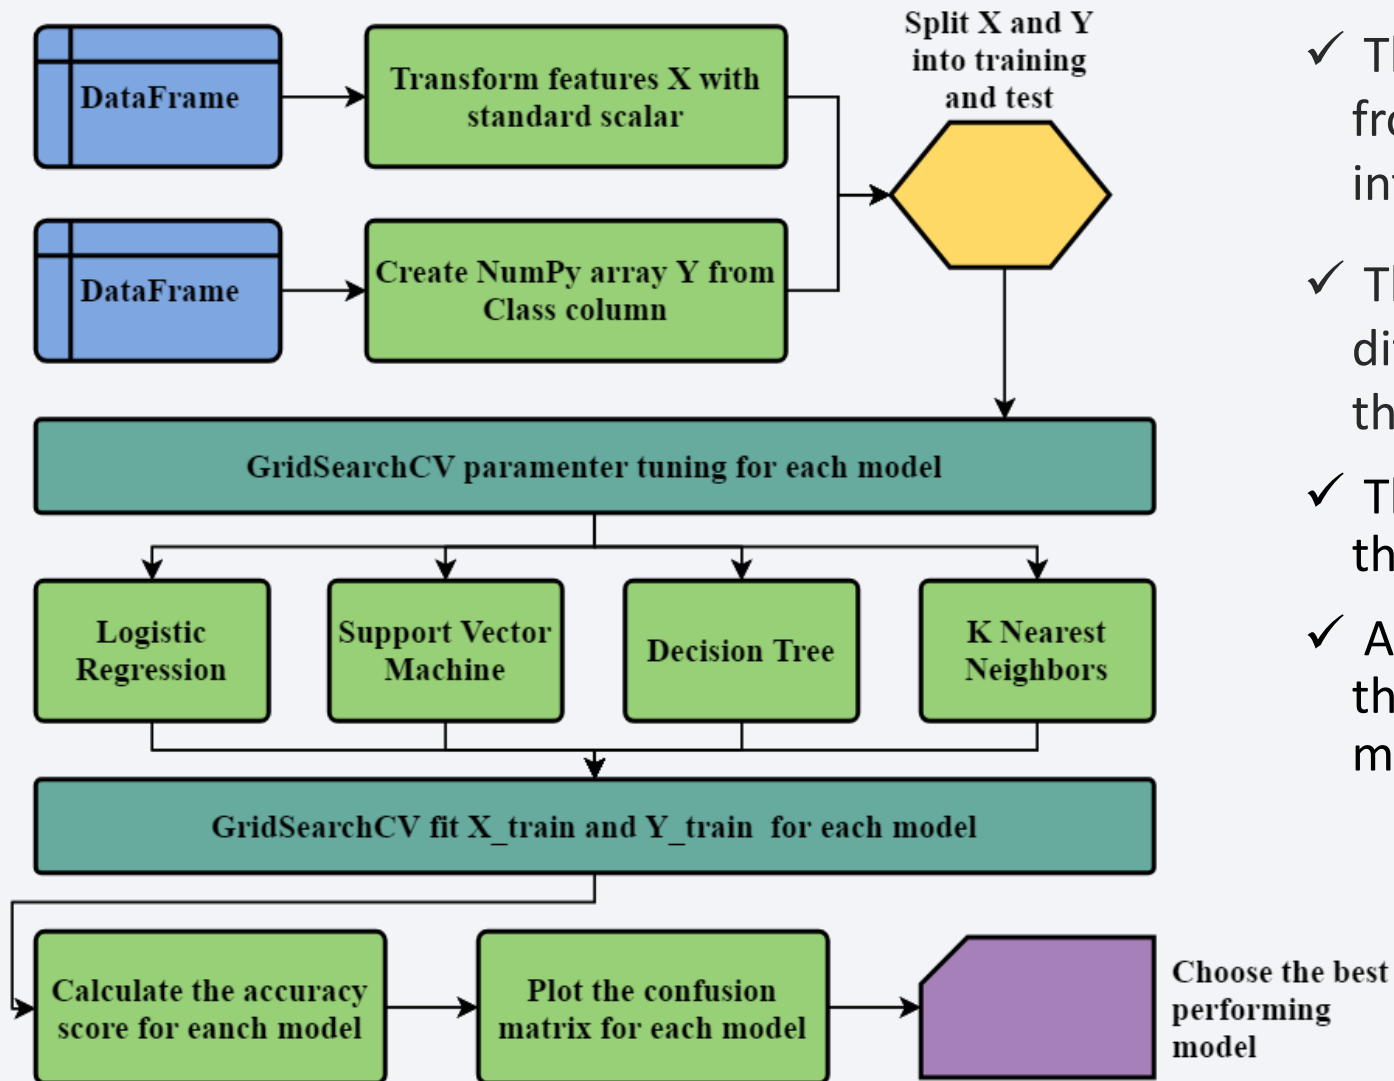 Split X and Y
into training
and test
DataFrame
Transform features X with
standard scalar
DataFrame
Create NumPy array Y from
Class column
GridSearchCV paramenter tuning for each model
Logistic
Regression
Support Vector
Machine
Decision Tree
K Nearest
Neighbors
GridSearchCV fit X_train and Y_train for each model
Calculate the accuracy
score for eanch model
Plot the confusion
matrix for each model
Choose the best
performing
model